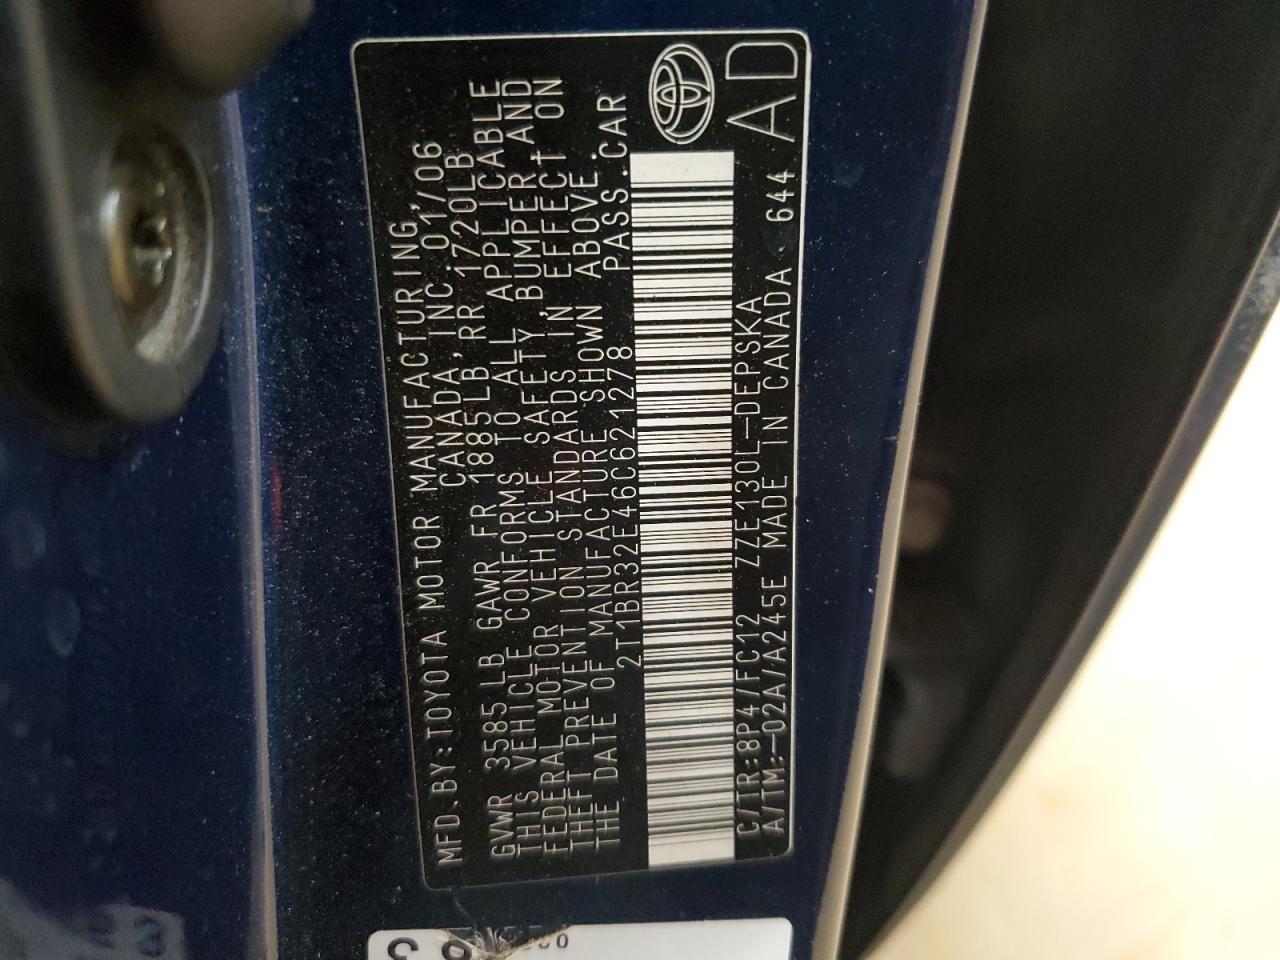 MFD.BY:TOYOTA MOTOR MANUFACTURING,
CANADA, INC. 01/06
GVWR 3585 LB GAWR FR 1885LB RR 1720LB
THIS VEHICLE CONFORMS TO ALL APPLICABLE
FEDERAL MOTOR VEHICLE SAFETY, BUMPER, AND
THEFT PREVENTION STANDARDS IN EFFECT ON
THE DATE OF MANUFACTURE SHOWN ABOVE.
2T1BR32E46C621278 PASS.CAR
C/TR:8P4/FC12 ZZE130L-DEPSKA
A/TM:-02A/A245E MADE IN CANADA 644
AD